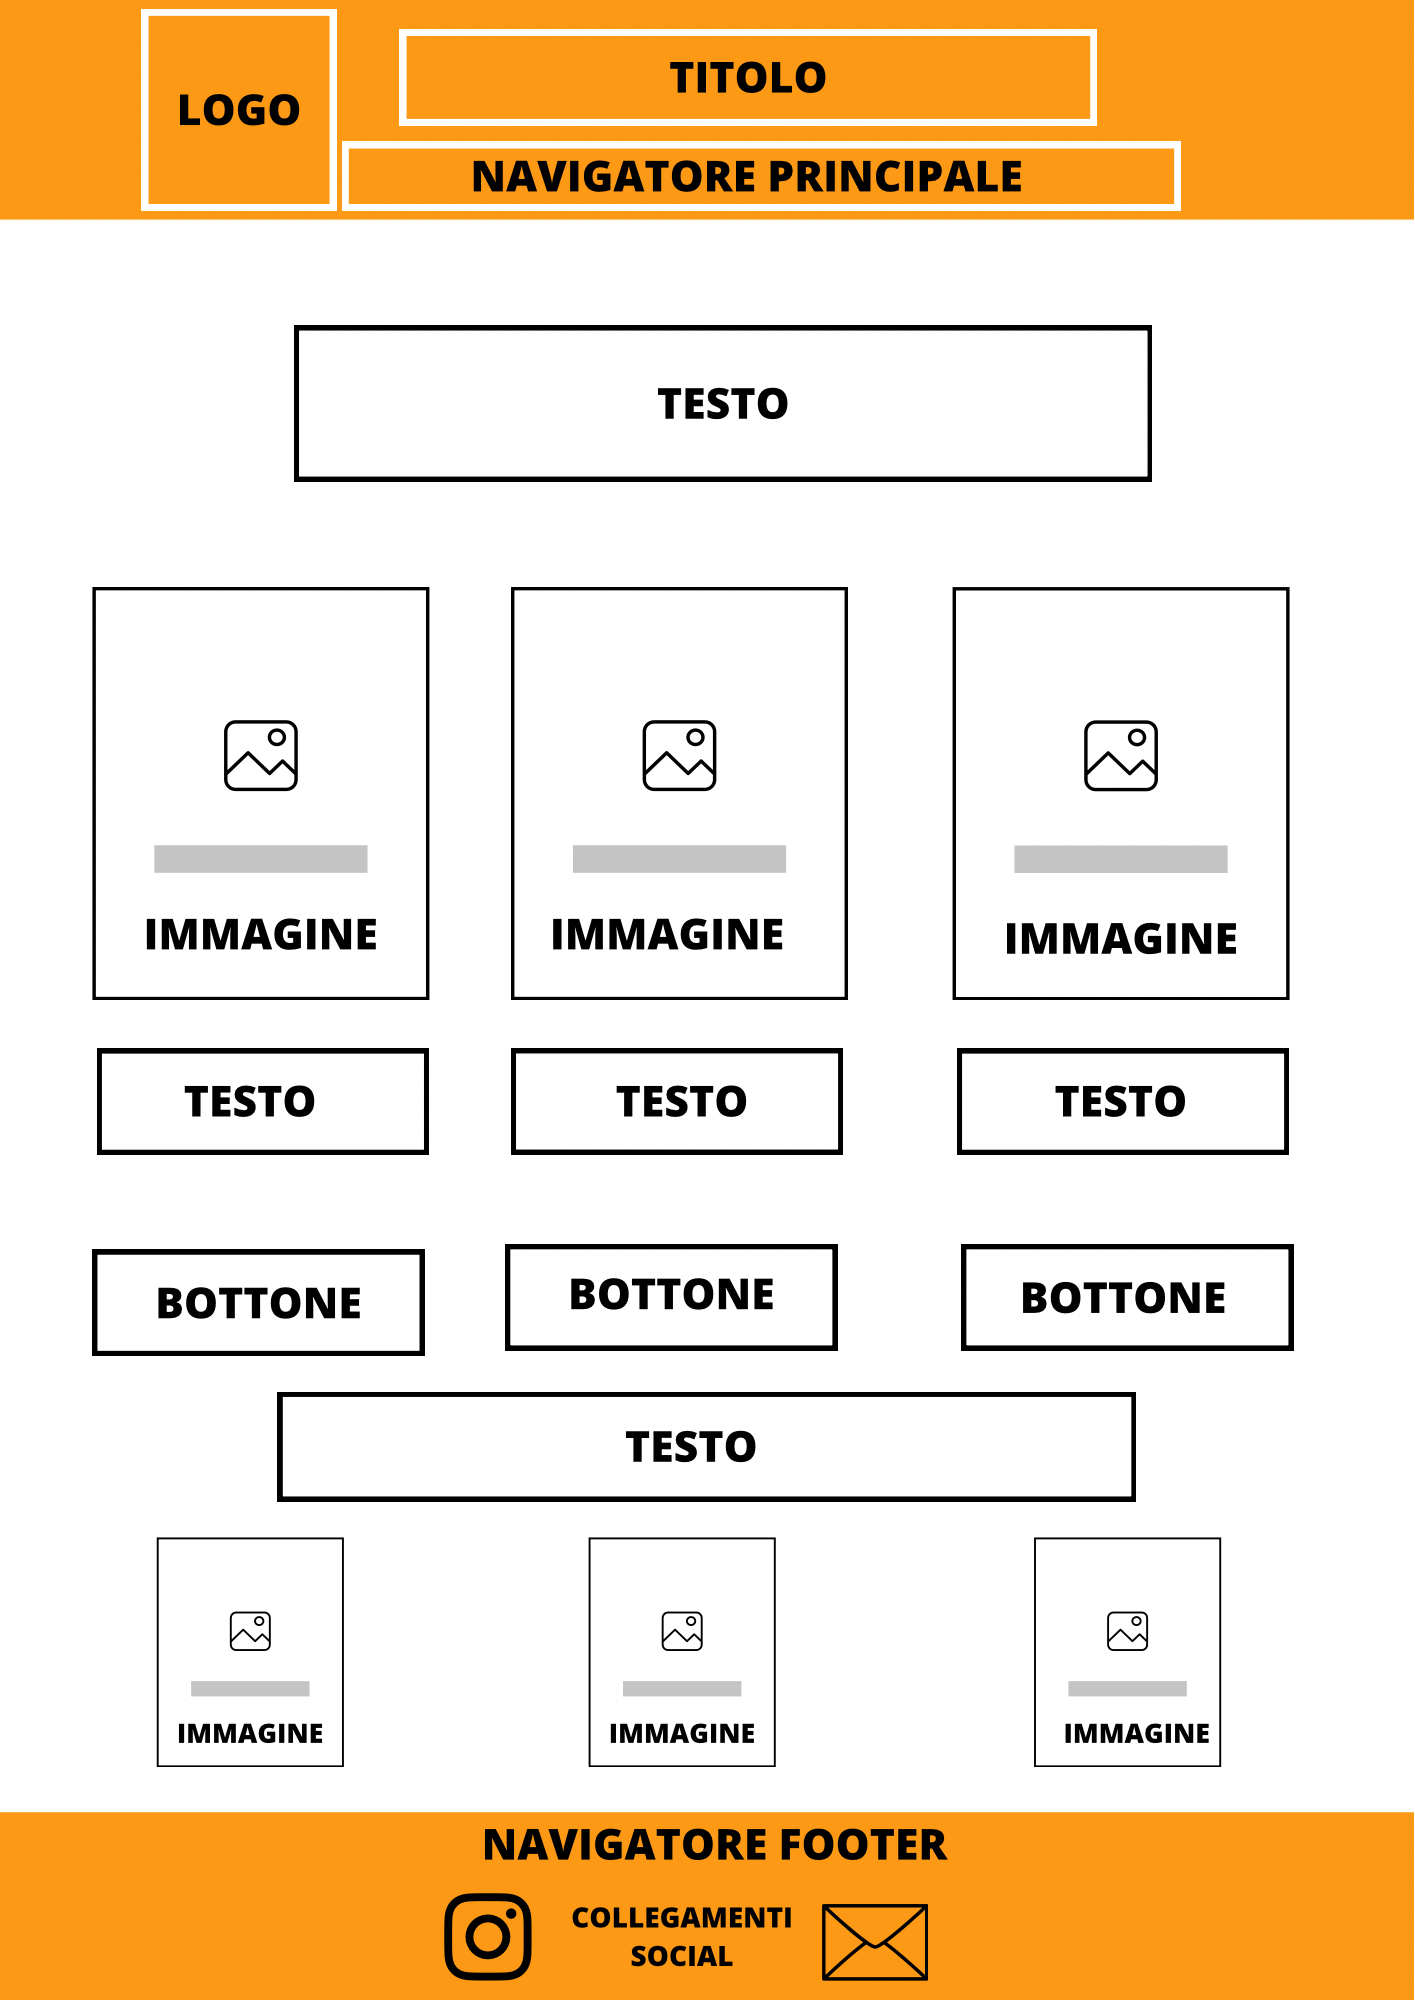 LOGO
TITOLO
NAVIGATORE PRINCIPALE
TESTO
IMMAGINE
IMMAGINE
IMMAGINE
TESTO
TESTO
TESTO
BOTTONE
BOTTONE
BOTTONE
TESTO
IMMAGINE
IMMAGINE
IMMAGINE
NAVIGATORE FOOTER
COLLEGAMENTI
SOCIAL